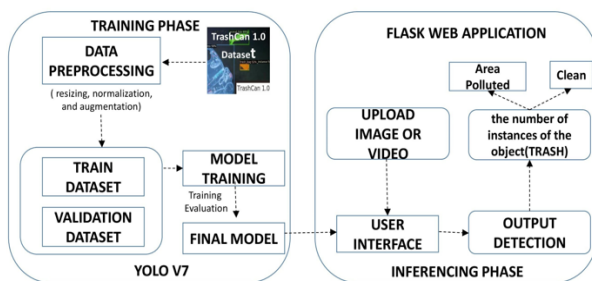 TRAINING PHASE
DATA
PREPROCESSING
( resizing, normalization,
and augmentation)
TrashCan 1.0
Dataset
TrashCan 1.0
TRAIN
DATASET
VALIDATION
DATASET
MODEL
TRAINING
Training
Evaluation
FINAL MODEL
YOLO V7
FLASK WEB APPLICATION
Area
Polluted
Clean
UPLOAD
IMAGE OR
VIDEO
the number of
instances of the
object(TRASH)
USER
INTERFACE
OUTPUT
DETECTION
INFERENCING PHASE